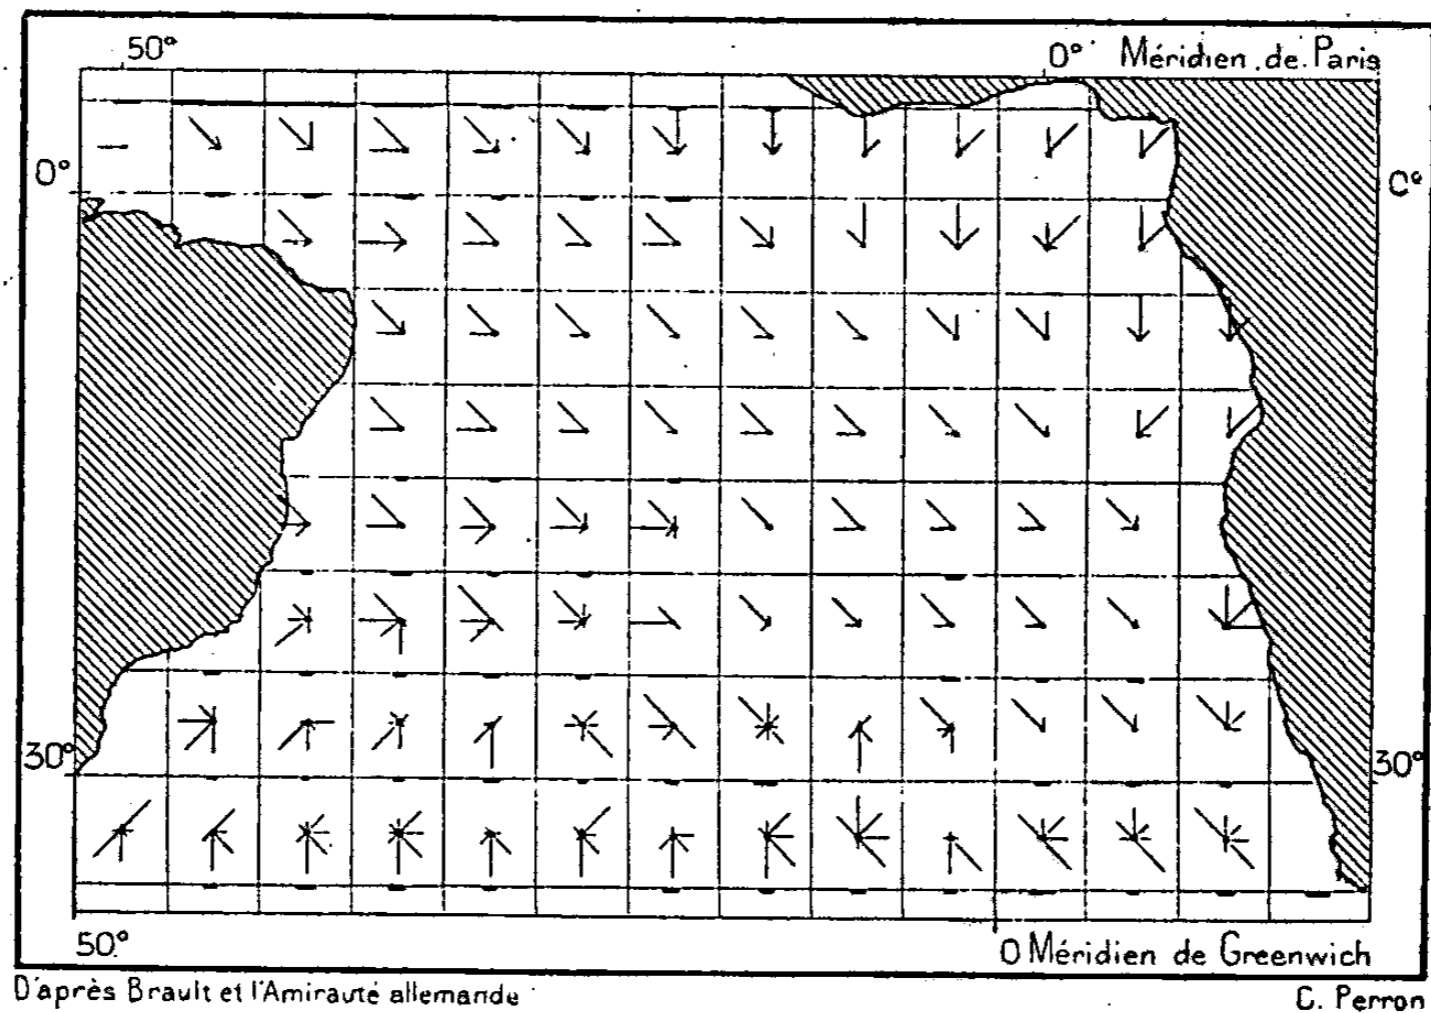 50° 0° Méridien de Paris
0° 0°
30° 30°
50° 0 Méridien de Greenwich
D'après Brault et l'Amirauté allemande C. Perron